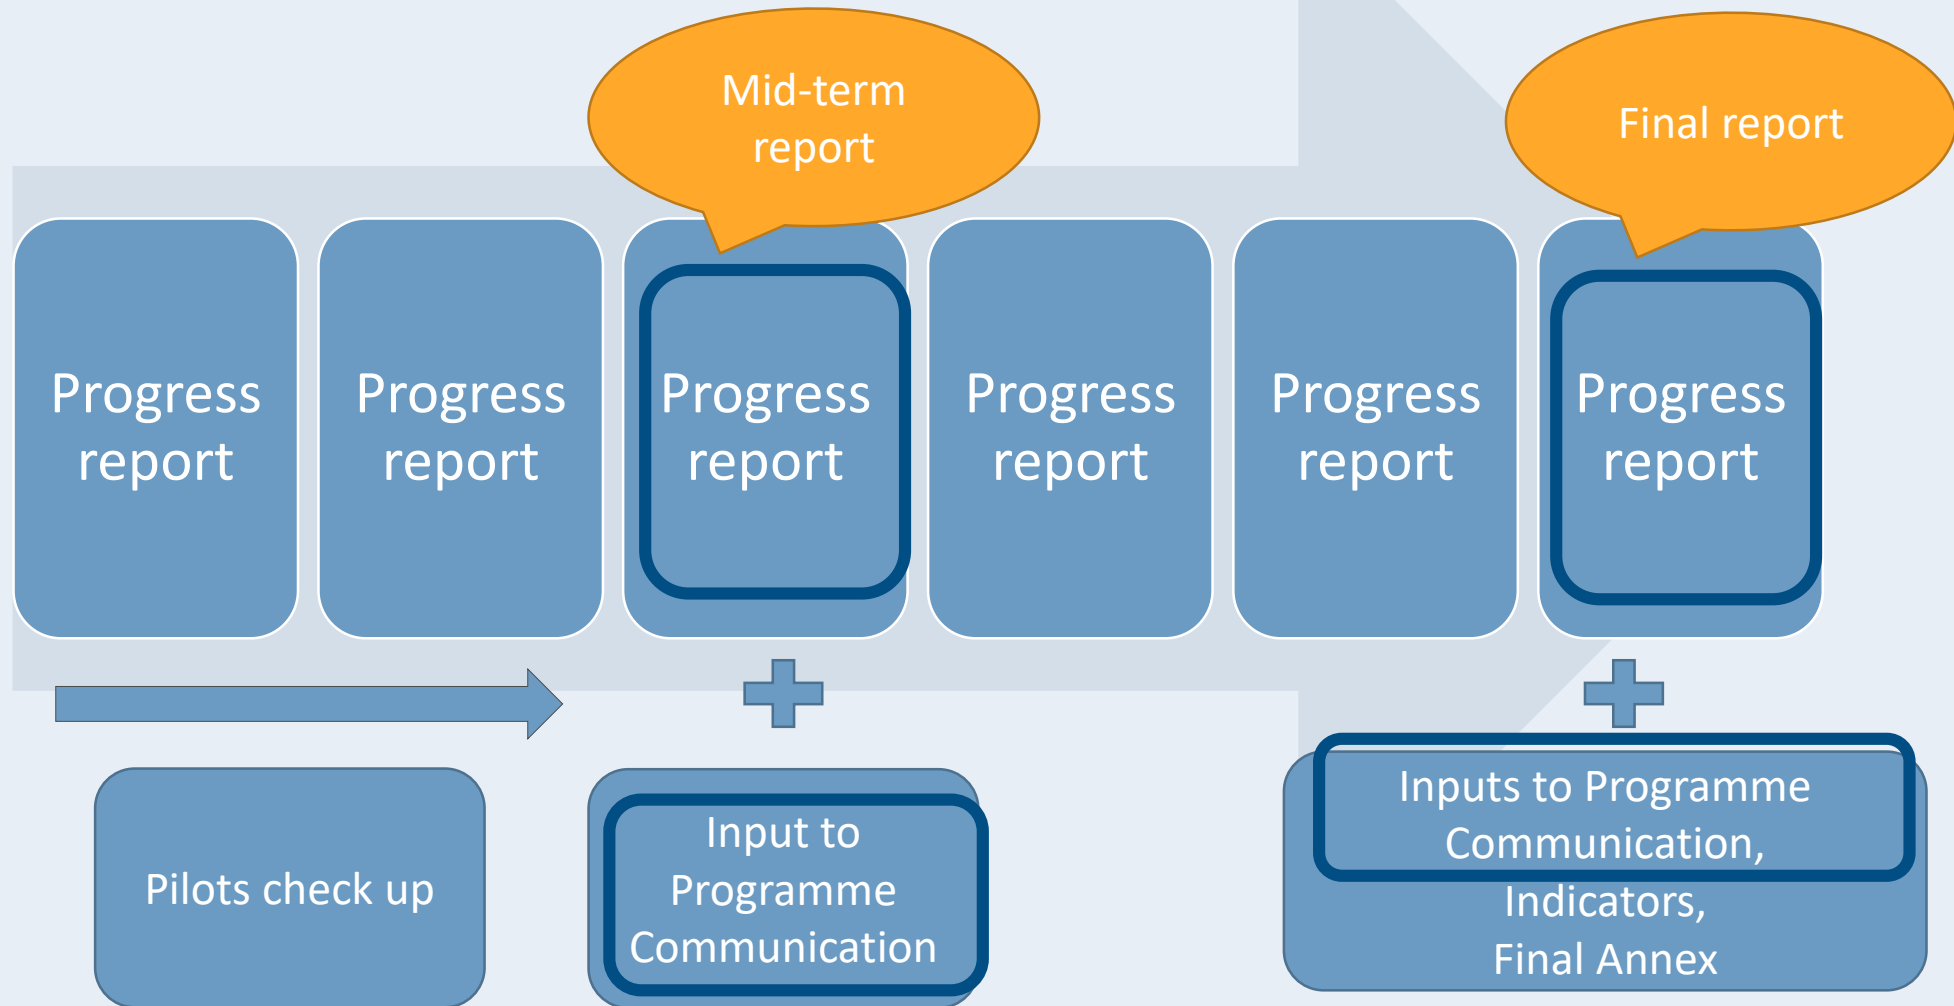 Mid-term
report
Final report
Progress
report
Progress
report
Progress
report
Progress
report
Progress
report
Progress
report
Pilots check up
Input to
Programme
Communication
Inputs to Programme
Communication,
Indicators,
Final Annex